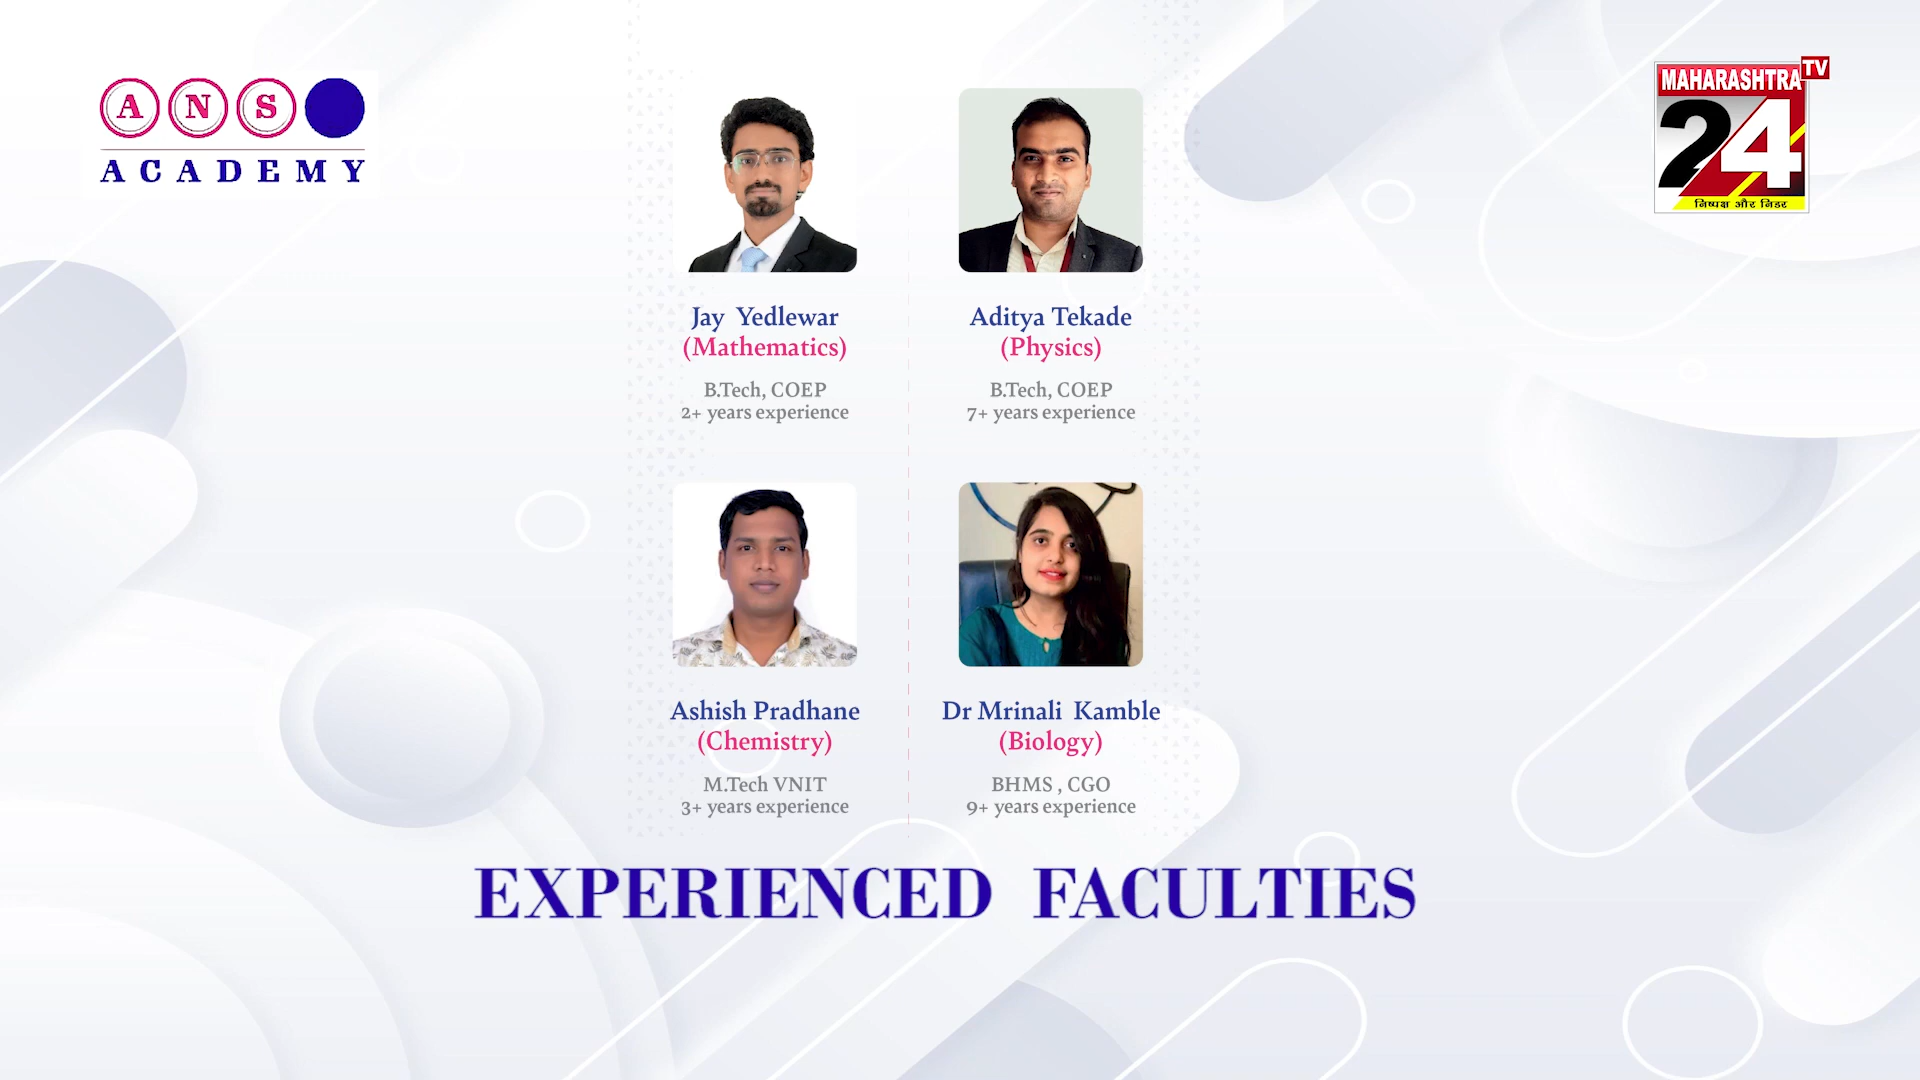 A N S
ACADEMY
MAHARASHTRA TV
24
निष्पक्ष और निडर
Jay Yedlewar
(Mathematics)
B.Tech, COEP
2+ years experience
Aditya Tekade
(Physics)
B.Tech, COEP
7+ years experience
Ashish Pradhane
(Chemistry)
M.Tech VNIT
3+ years experience
Dr Mrinali Kamble
(Biology)
BHMS , CGO
9+ years experience
EXPERIENCED FACULTIES